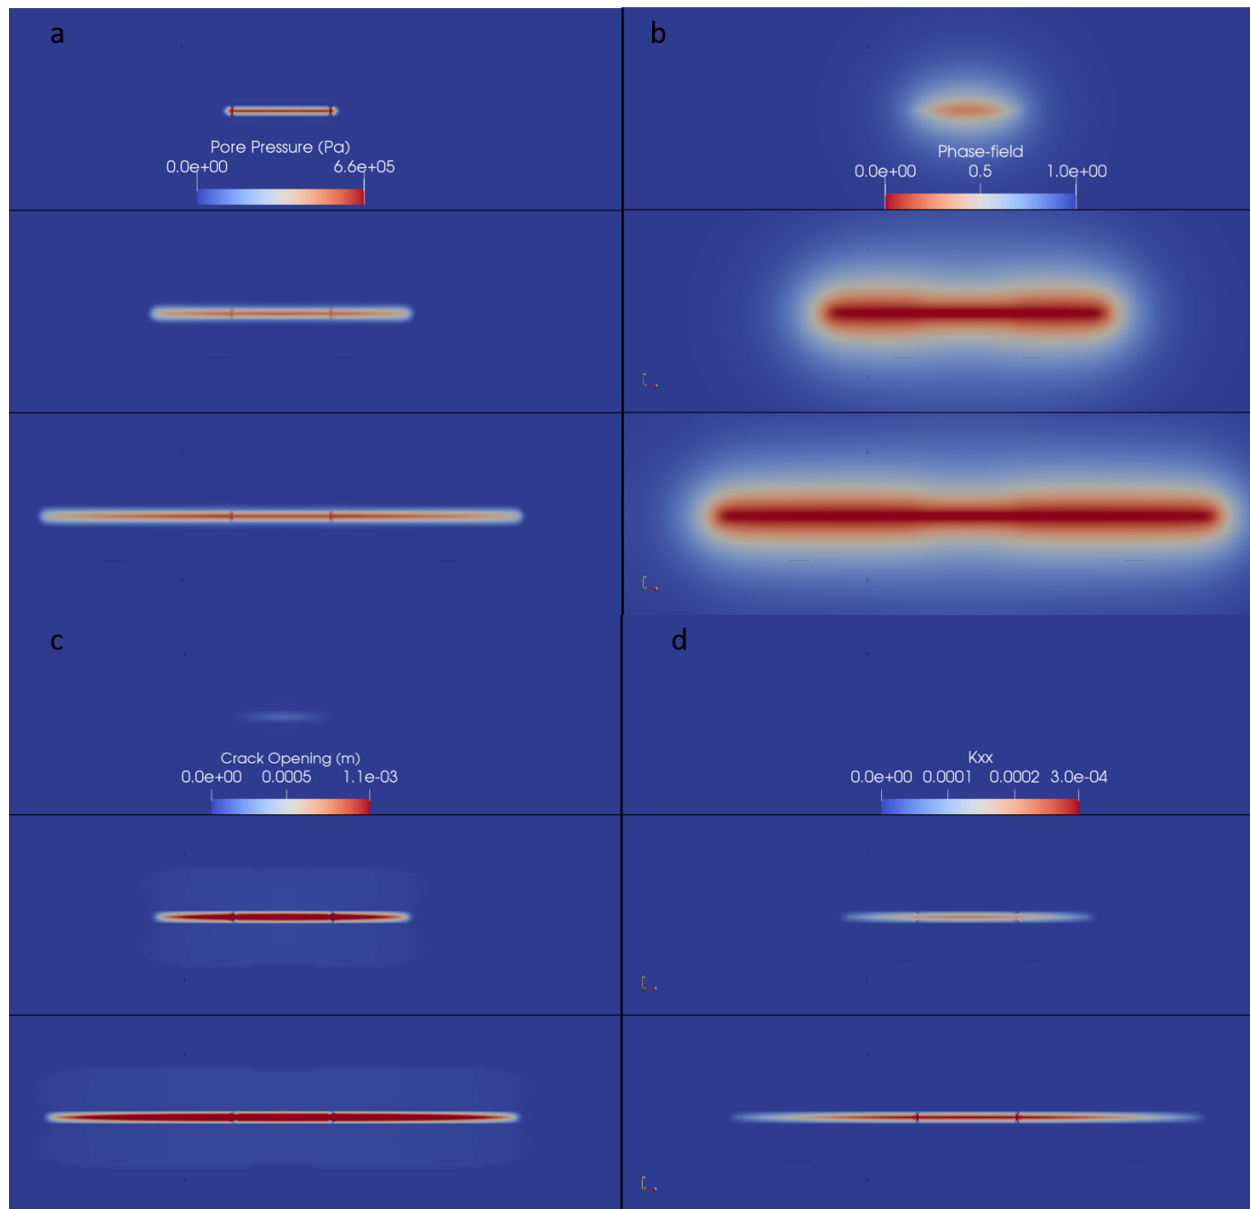 a
b
Pore Pressure (Pa)
0.0e+00 6.6e+05
Phase-field
0.0e+00 0.5 1.0e+00
c
d
Crack Opening (m)
0.0e+00 0.0005 1.1e-03
Kxx
0.0e+00 0.0001 0.0002 3.0e-04